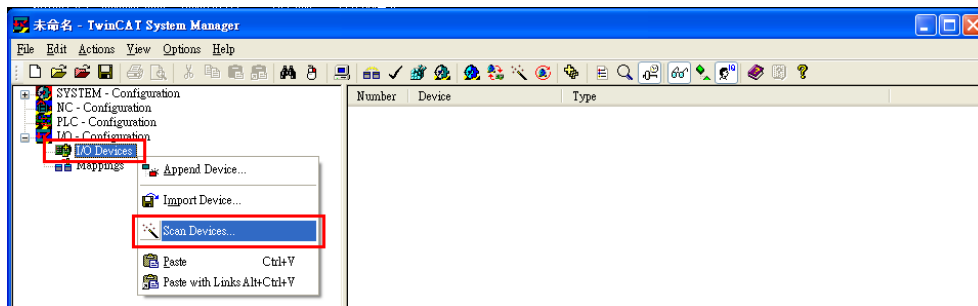 未命名 - TwinCAT System Manager
File Edit Actions View Options Help
SYSTEM - Configuration
NC - Configuration
PLC - Configuration
I/O - Configuration
I/O Devices
Mappings
Number Device Type
Append Device...
Import Device...
Scan Devices...
Paste Ctrl+V
Paste with Links Alt+Ctrl+V